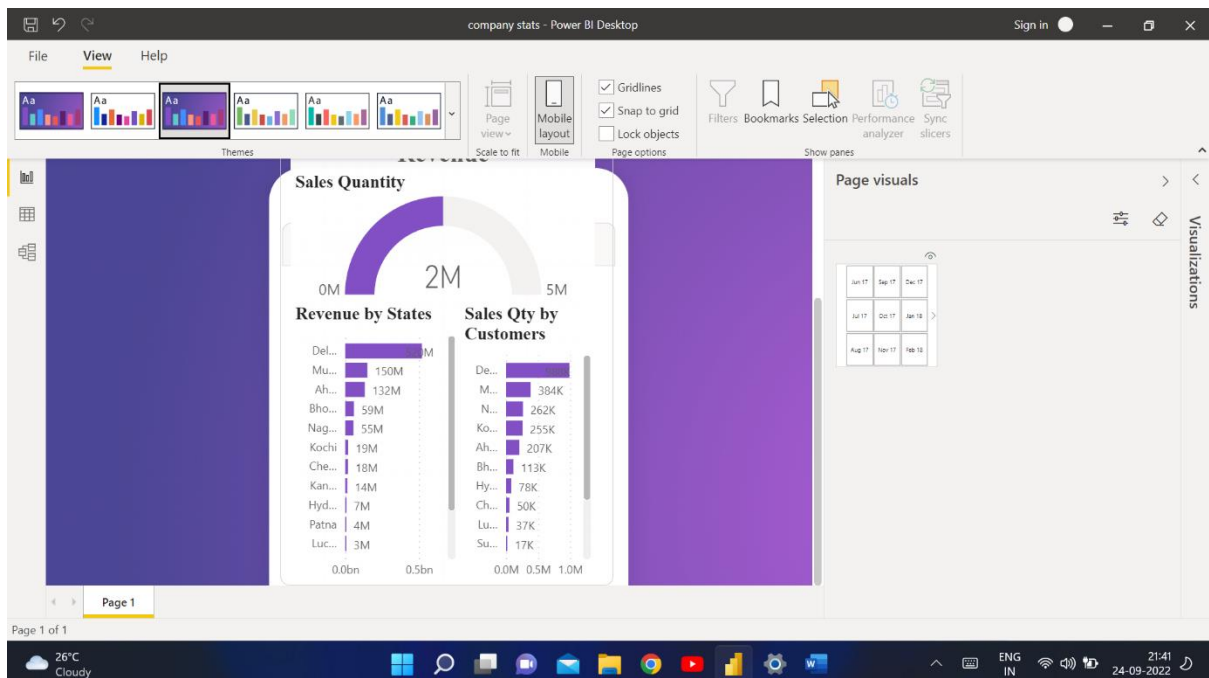 company stats - Power BI Desktop
Sign in
File View Help
Aa Aa Aa Aa Aa Aa
Themes
Page view
Scale to fit
Mobile layout
Mobile
Gridlines
Snap to grid
Lock objects
Page options
Filters Bookmarks Selection Performance analyzer Sync slicers
Show panes
Revenue
Sales Quantity
2M
0M 5M
Revenue by States
Del...
Mu... 150M
Ah... 132M
Bho... 59M
Nag... 55M
Kochi 19M
Che... 18M
Kan... 14M
Hyd... 7M
Patna 4M
Luc... 3M
0.0bn 0.5bn
Sales Qty by
Customers
De...
M... 384K
N... 262K
Ko... 255K
Ah... 207K
Bh... 113K
Hy... 78K
Ch... 50K
Lu... 37K
Su... 17K
0.0M 0.5M 1.0M
Page visuals
Jun 17 Sep 17 Dec 17
Jul 17 Oct 17 Jan 18
Aug 17 Nov 17 Feb 18
Visualizations
Page 1
Page 1 of 1
26°C
Cloudy
ENG
IN
21:41
24-09-2022